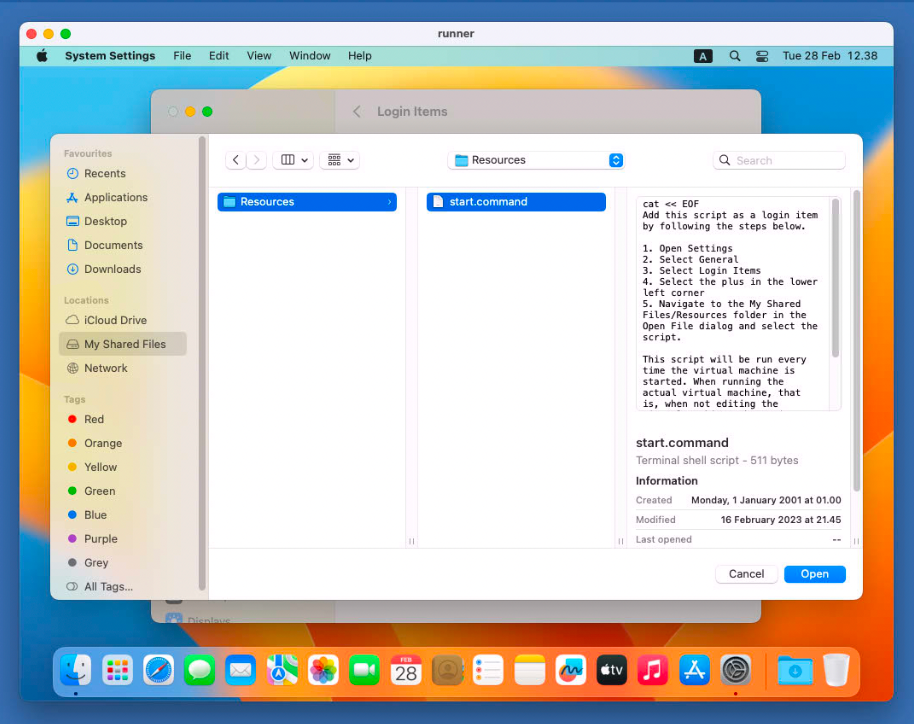 runner
System Settings File Edit View Window Help A Tue 28 Feb 12.38
Login Items
Favourites
Recents
Applications
Desktop
Documents
Downloads
Locations
iCloud Drive
My Shared Files
Network
Tags
Red
Orange
Yellow
Green
Blue
Purple
Grey
All Tags...
Resources
Search
Resources
start.command
cat << EOF
Add this script as a login item
by following the steps below.
1. Open Settings
2. Select General
3. Select Login Items
4. Select the plus in the lower
left corner
5. Navigate to the My Shared
Files/Resources folder in the
Open File dialog and select the
script.
This script will be run every
time the virtual machine is
started. When running the
actual virtual machine, that
is, when not editing the
start.command
Terminal shell script - 511 bytes
Information
Created Monday, 1 January 2001 at 01.00
Modified 16 February 2023 at 21.45
Last opened --
Cancel Open
Displays
FEB
28
tv